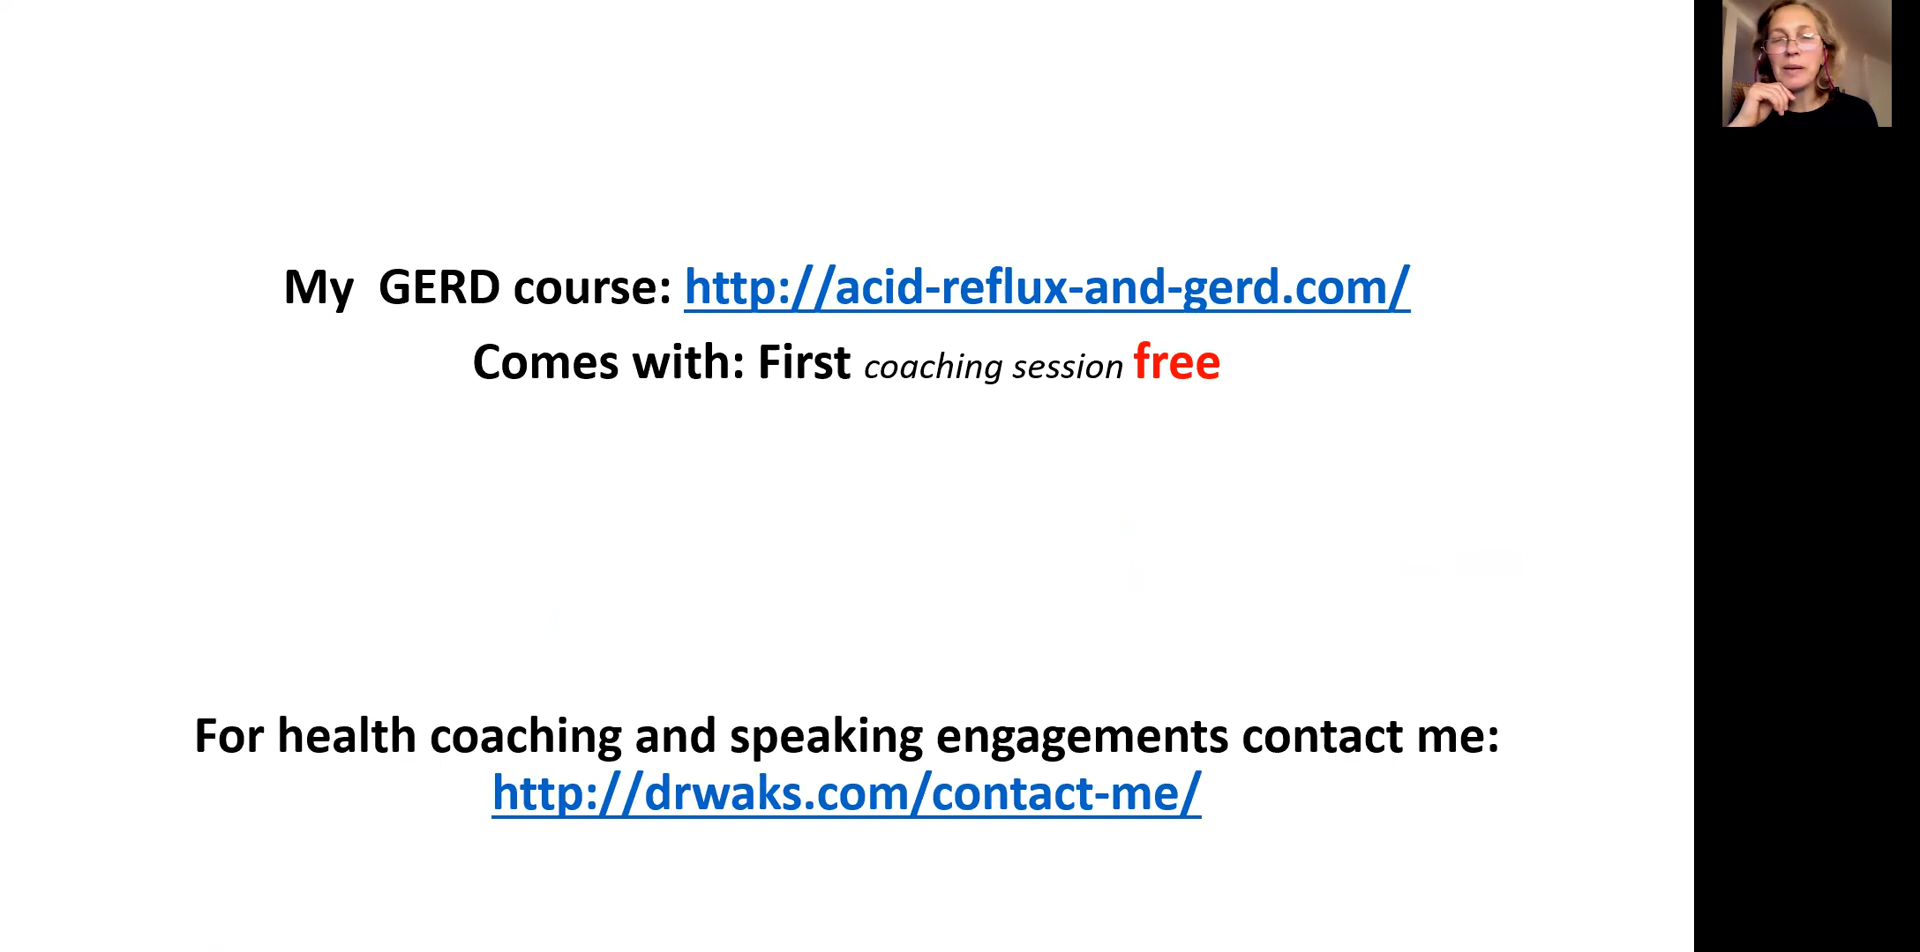 My  GERD course: http://acid-reflux-and-gerd.com/
Comes with: First coaching session free
For health coaching and speaking engagements contact me:
http://drwaks.com/contact-me/